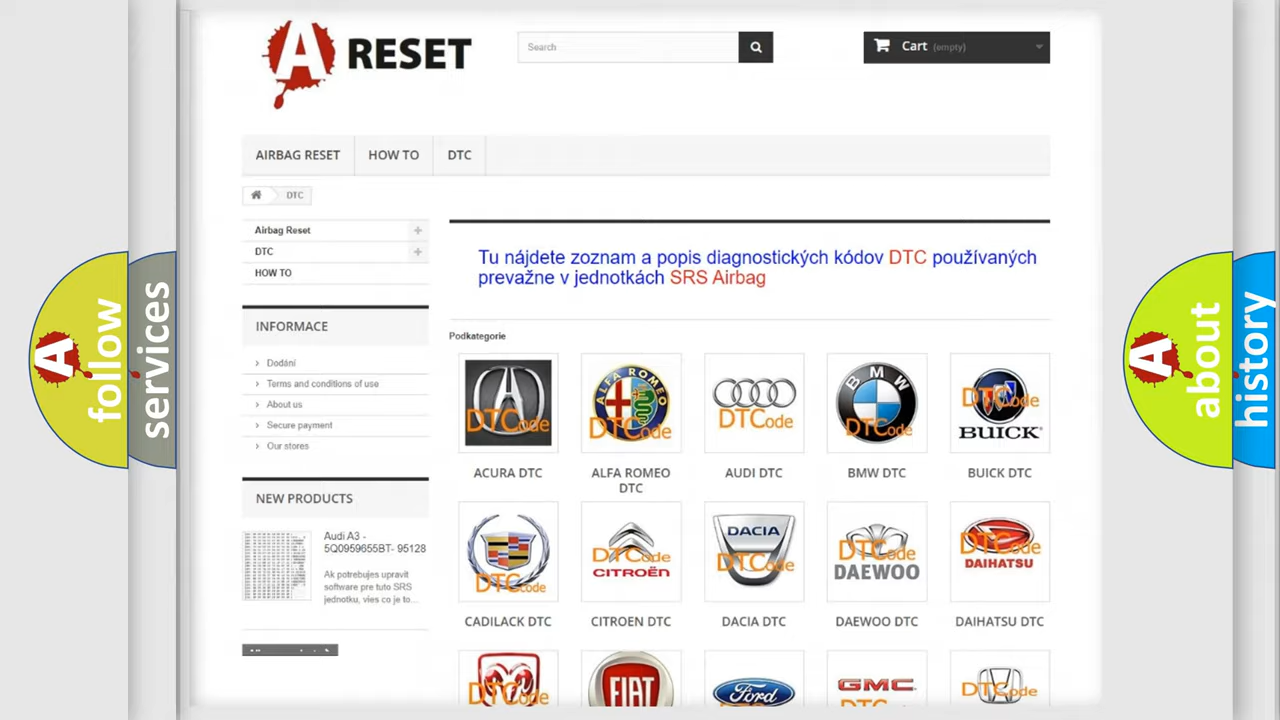 A RESET
Search
Cart (empty)
AIRBAG RESET
HOW TO
DTC
DTC
Airbag Reset
DTC
HOW TO
INFORMACE
Dodání
Terms and conditions of use
About us
Secure payment
Our stores
NEW PRODUCTS
Audi A3 -
5Q0959655BT- 95128
Ak potrebujes upravit
software pre tuto SRS
jednotku, vies co je to...
Tu nájdete zoznam a popis diagnostických kódov DTC používaných
prevažne v jednotkách SRS Airbag
Podkategorie
DTCode
ALFA ROMEO
DTCode
DTCode
BMW
DTCode
DTCode
BUICK
ACURA DTC
ALFA ROMEO
DTC
AUDI DTC
BMW DTC
BUICK DTC
DTCode
DTCode
CITROËN
DACIA
DTCode
DTCode
DAEWOO
DTCode
DAIHATSU
CADILACK DTC
CITROEN DTC
DACIA DTC
DAEWOO DTC
DAIHATSU DTC
DTCode
FIAT
Ford
GMC
DTCode
A follow
services
A about
history